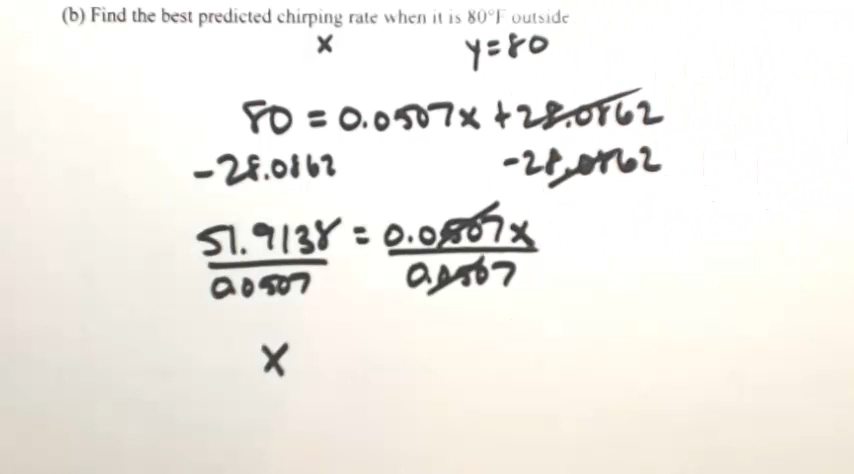 (b) Find the best predicted chirping rate when it is 80°F outside
x y=80
80 = 0.0507x + 28.0862
-28.0862 -28.0862
51.9138 = 0.0507x
0.0507 0.0507
x